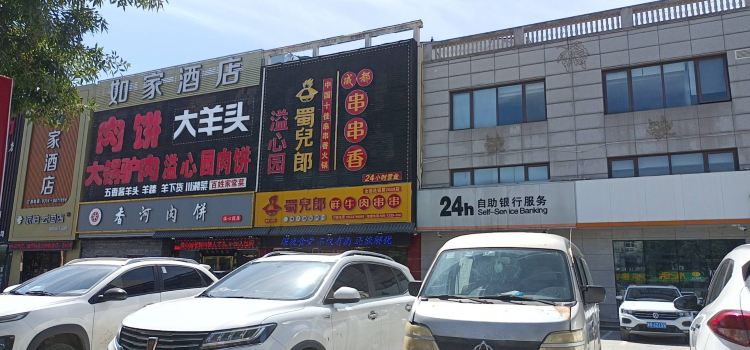 如家酒店
家
酒店
肉饼
大羊头
大锅驴肉 溢心园肉饼
五香酱羊头 羊蹄 羊下货 川湘菜
百姓家常菜
香河肉饼
溢心园
蜀兒郎
中国十佳串串香火锅
成都
串串香
24小时营业
蜀兒郎
鲜牛肉串串
24h
自助银行服务
Self-Service Banking